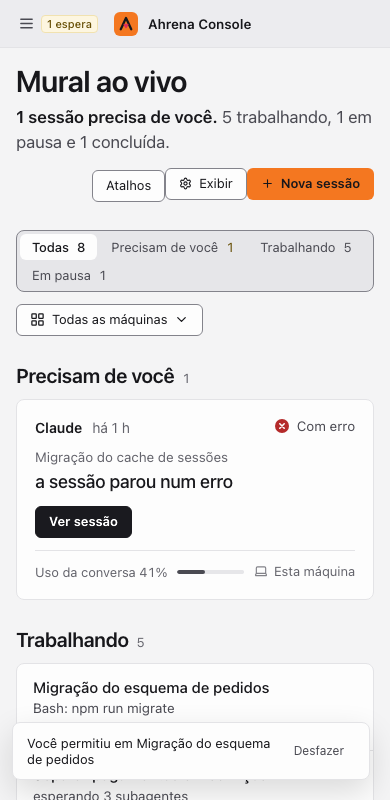 1 espera
Ahrena Console
Mural ao vivo
1 sessão precisa de você. 5 trabalhando, 1 em
pausa e 1 concluída.
Atalhos
Exibir
+ Nova sessão
Todas 8
Precisam de você 1
Trabalhando 5
Em pausa 1
Todas as máquinas
Precisam de você 1
Claude há 1 h
Com erro
Migração do cache de sessões
a sessão parou num erro
Ver sessão
Uso da conversa 41%
Esta máquina
Trabalhando 5
Migração do esquema de pedidos
Bash: npm run migrate
Você permitiu em Migração do esquema
de pedidos
Desfazer
esperando 3 subagentes